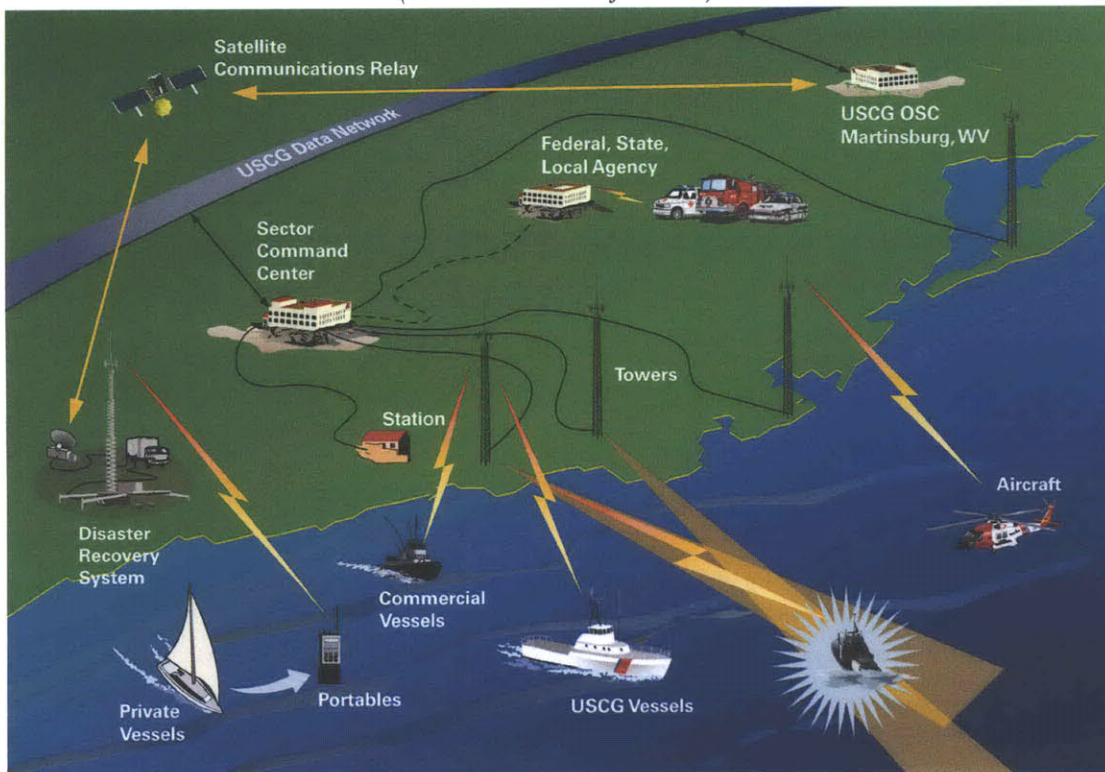 Satellite
Communications Relay
USCG Data Network
USCG OSC
Martinsburg, WV
Federal, State,
Local Agency
Sector
Command
Center
Towers
Station
Aircraft
Disaster
Recovery
System
Commercial
Vessels
Private
Vessels
Portables
USCG Vessels